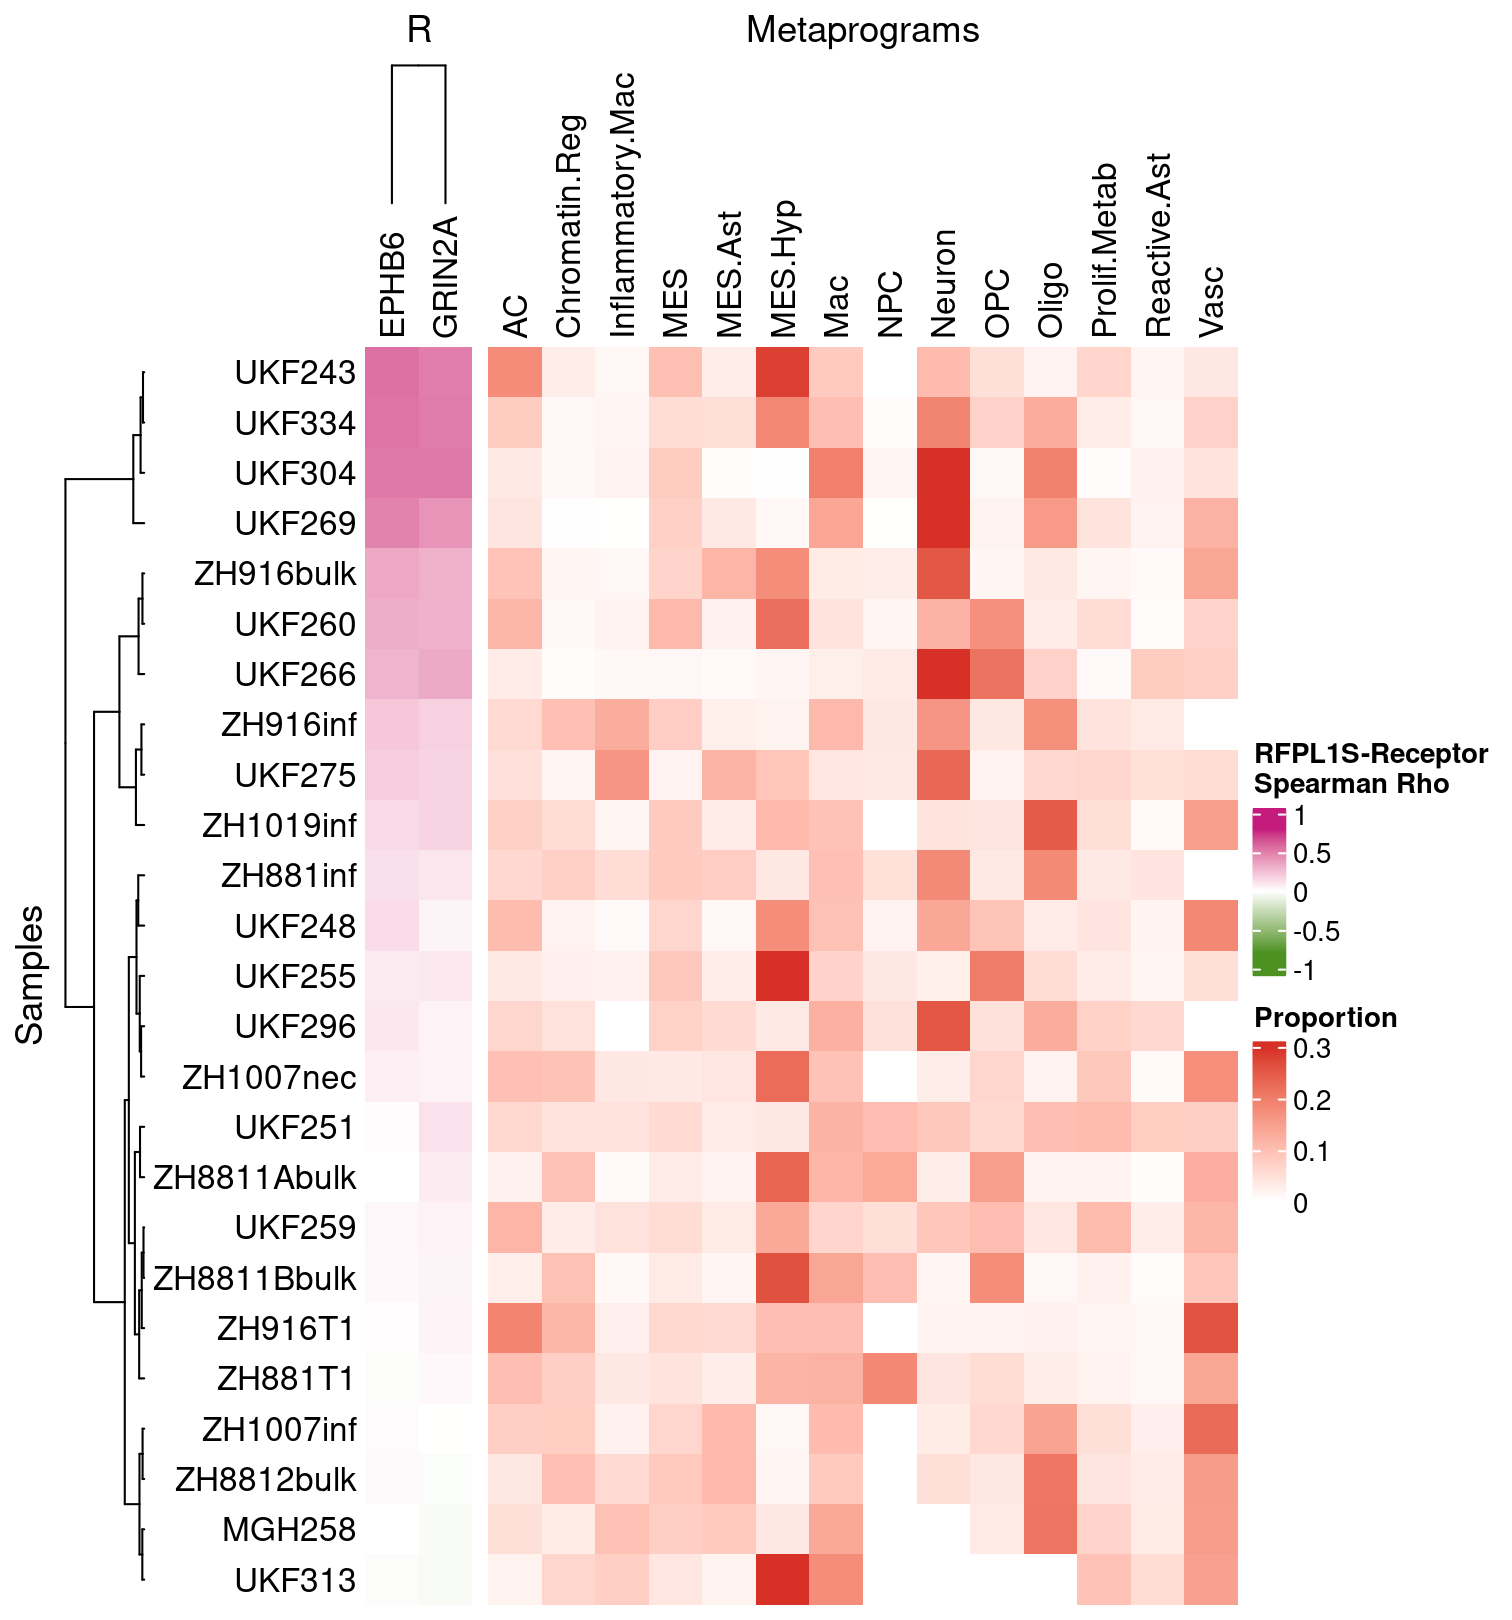 R
Metaprograms
EPHB6
GRIN2A
AC
Chromatin.Reg
Inflammatory.Mac
MES
MES.Ast
MES.Hyp
Mac
NPC
Neuron
OPC
Oligo
Prolif.Metab
Reactive.Ast
Vasc
Samples
UKF243
UKF334
UKF304
UKF269
ZH916bulk
UKF260
UKF266
ZH916inf
UKF275
ZH1019inf
ZH881inf
UKF248
UKF255
UKF296
ZH1007nec
UKF251
ZH8811Abulk
UKF259
ZH8811Bbulk
ZH916T1
ZH881T1
ZH1007inf
ZH8812bulk
MGH258
UKF313
RFPL1S-Receptor
Spearman Rho
1
0.5
0
-0.5
-1
Proportion
0.3
0.2
0.1
0